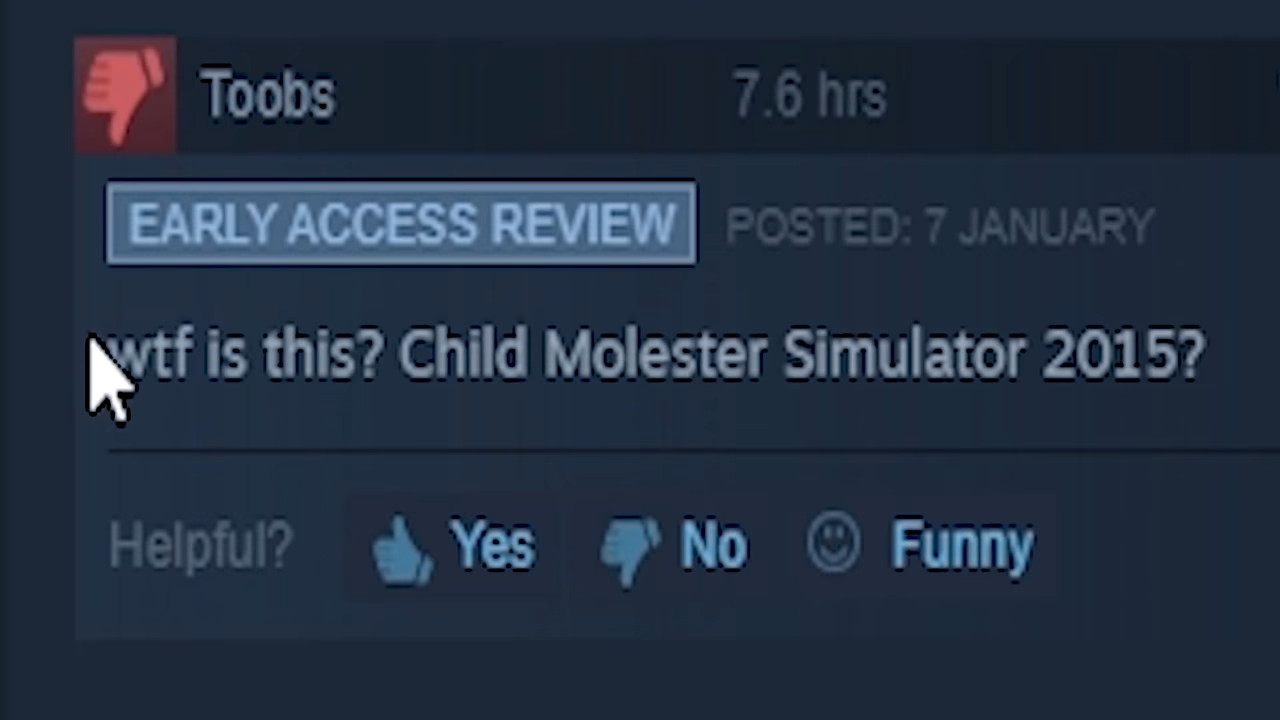 Toobs 7.6 hrs
EARLY ACCESS REVIEW POSTED: 7 JANUARY
wtf is this? Child Molester Simulator 2015?
Helpful? Yes No Funny